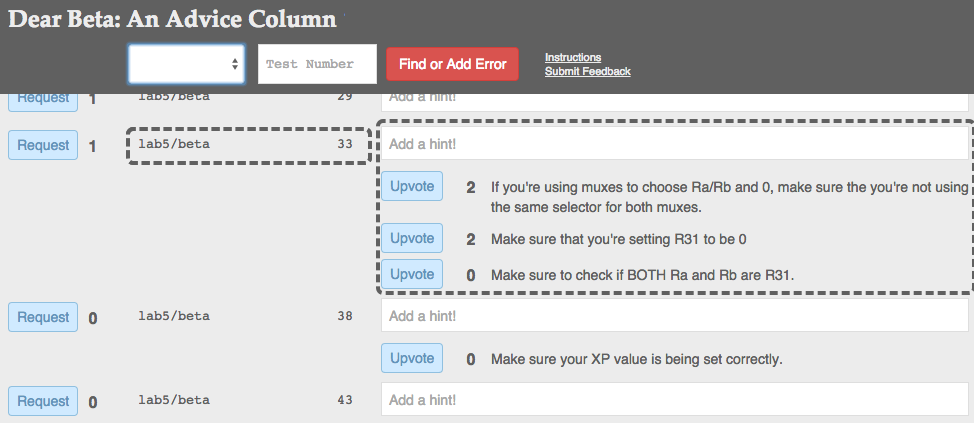 Dear Beta: An Advice Column
Test Number
Find or Add Error
Instructions
Submit Feedback
Request 1 lab5/beta 29 Add a hint!
Request 1 lab5/beta 33 Add a hint!
Upvote 2 If you're using muxes to choose Ra/Rb and 0, make sure the you're not using
the same selector for both muxes.
Upvote 2 Make sure that you're setting R31 to be 0
Upvote 0 Make sure to check if BOTH Ra and Rb are R31.
Request 0 lab5/beta 38 Add a hint!
Upvote 0 Make sure your XP value is being set correctly.
Request 0 lab5/beta 43 Add a hint!